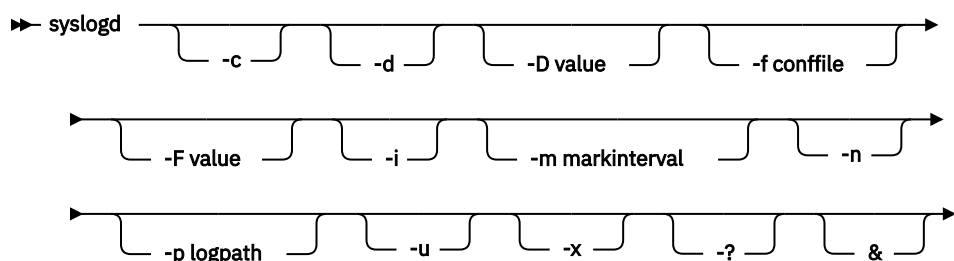 syslogd
-c -d -D value -f conffile
-F value -i -m markinterval -n
-p logpath -u -x -? &